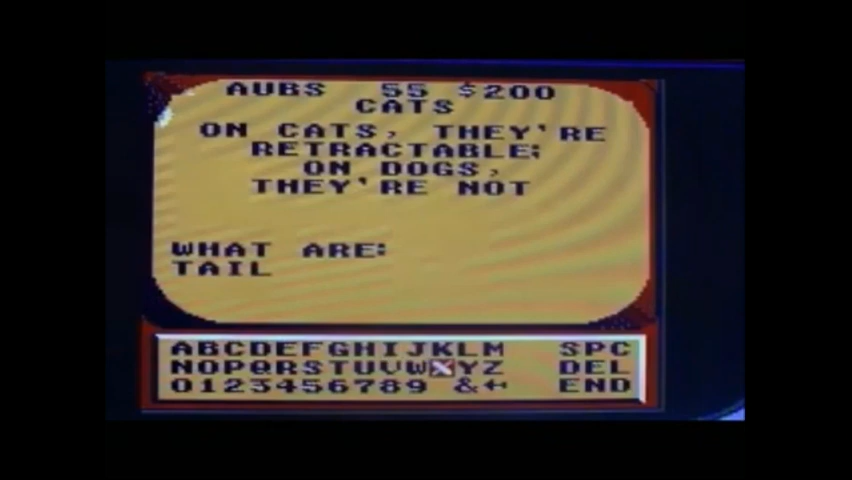 AUBS 55 $200
CATS
ON CATS, THEY'RE
RETRACTABLE;
ON DOGS,
THEY'RE NOT
WHAT ARE:
TAIL
ABCDEFGHIJKLM SPC
NOPQRSTUVWXYZ DEL
0123456789 &← END